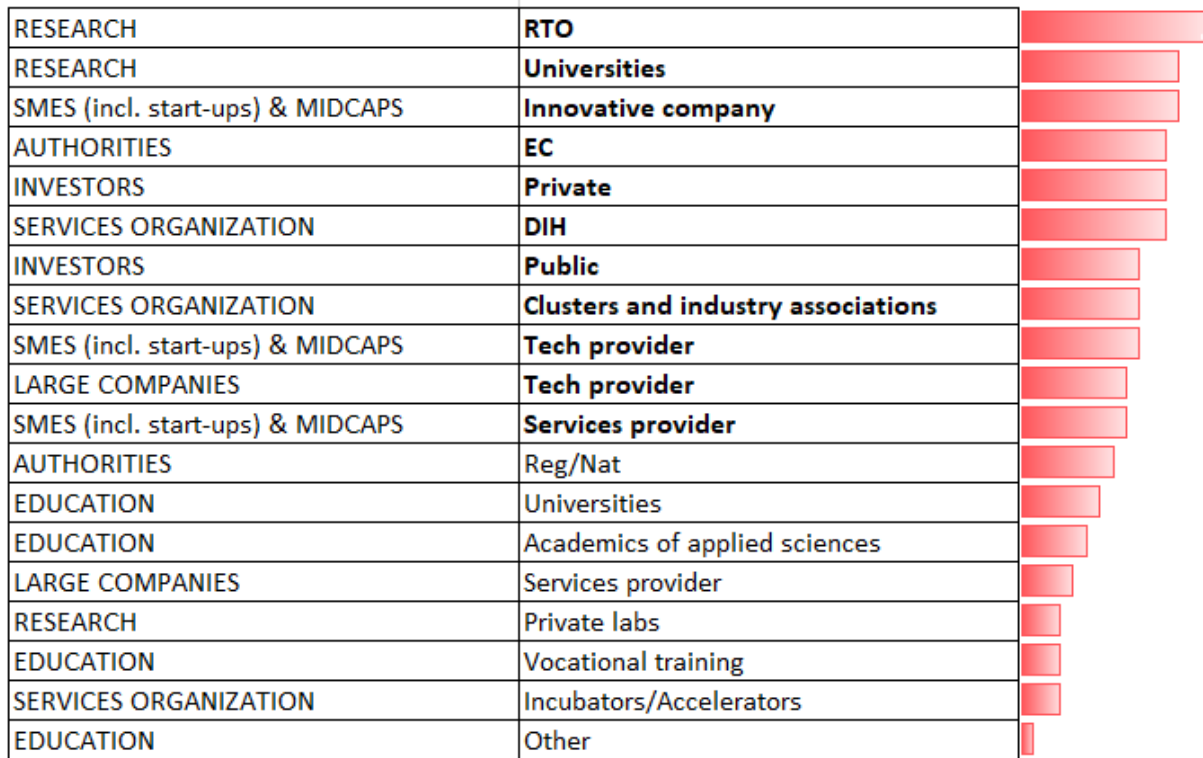 RESEARCH RTO
RESEARCH Universities
SMES (incl. start-ups) & MIDCAPS Innovative company
AUTHORITIES EC
INVESTORS Private
SERVICES ORGANIZATION DIH
INVESTORS Public
SERVICES ORGANIZATION Clusters and industry associations
SMES (incl. start-ups) & MIDCAPS Tech provider
LARGE COMPANIES Tech provider
SMES (incl. start-ups) & MIDCAPS Services provider
AUTHORITIES Reg/Nat
EDUCATION Universities
EDUCATION Academics of applied sciences
LARGE COMPANIES Services provider
RESEARCH Private labs
EDUCATION Vocational training
SERVICES ORGANIZATION Incubators/Accelerators
EDUCATION Other